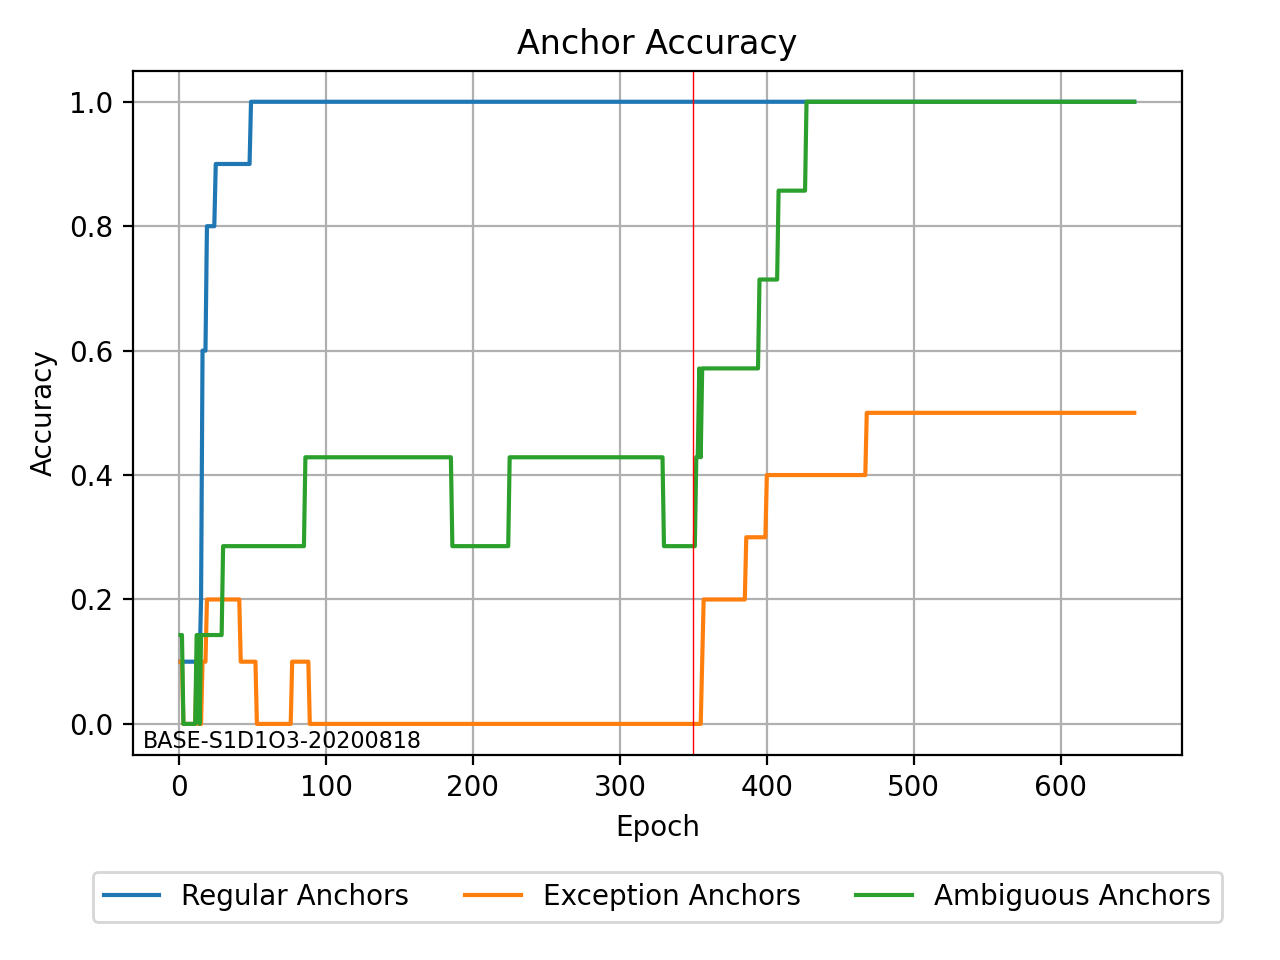 Anchor Accuracy
Accuracy
1.0
0.8
0.6
0.4
0.2
0.0
BASE-S1D1O3-20200818
0 100 200 300 400 500 600
Epoch
Regular Anchors Exception Anchors Ambiguous Anchors